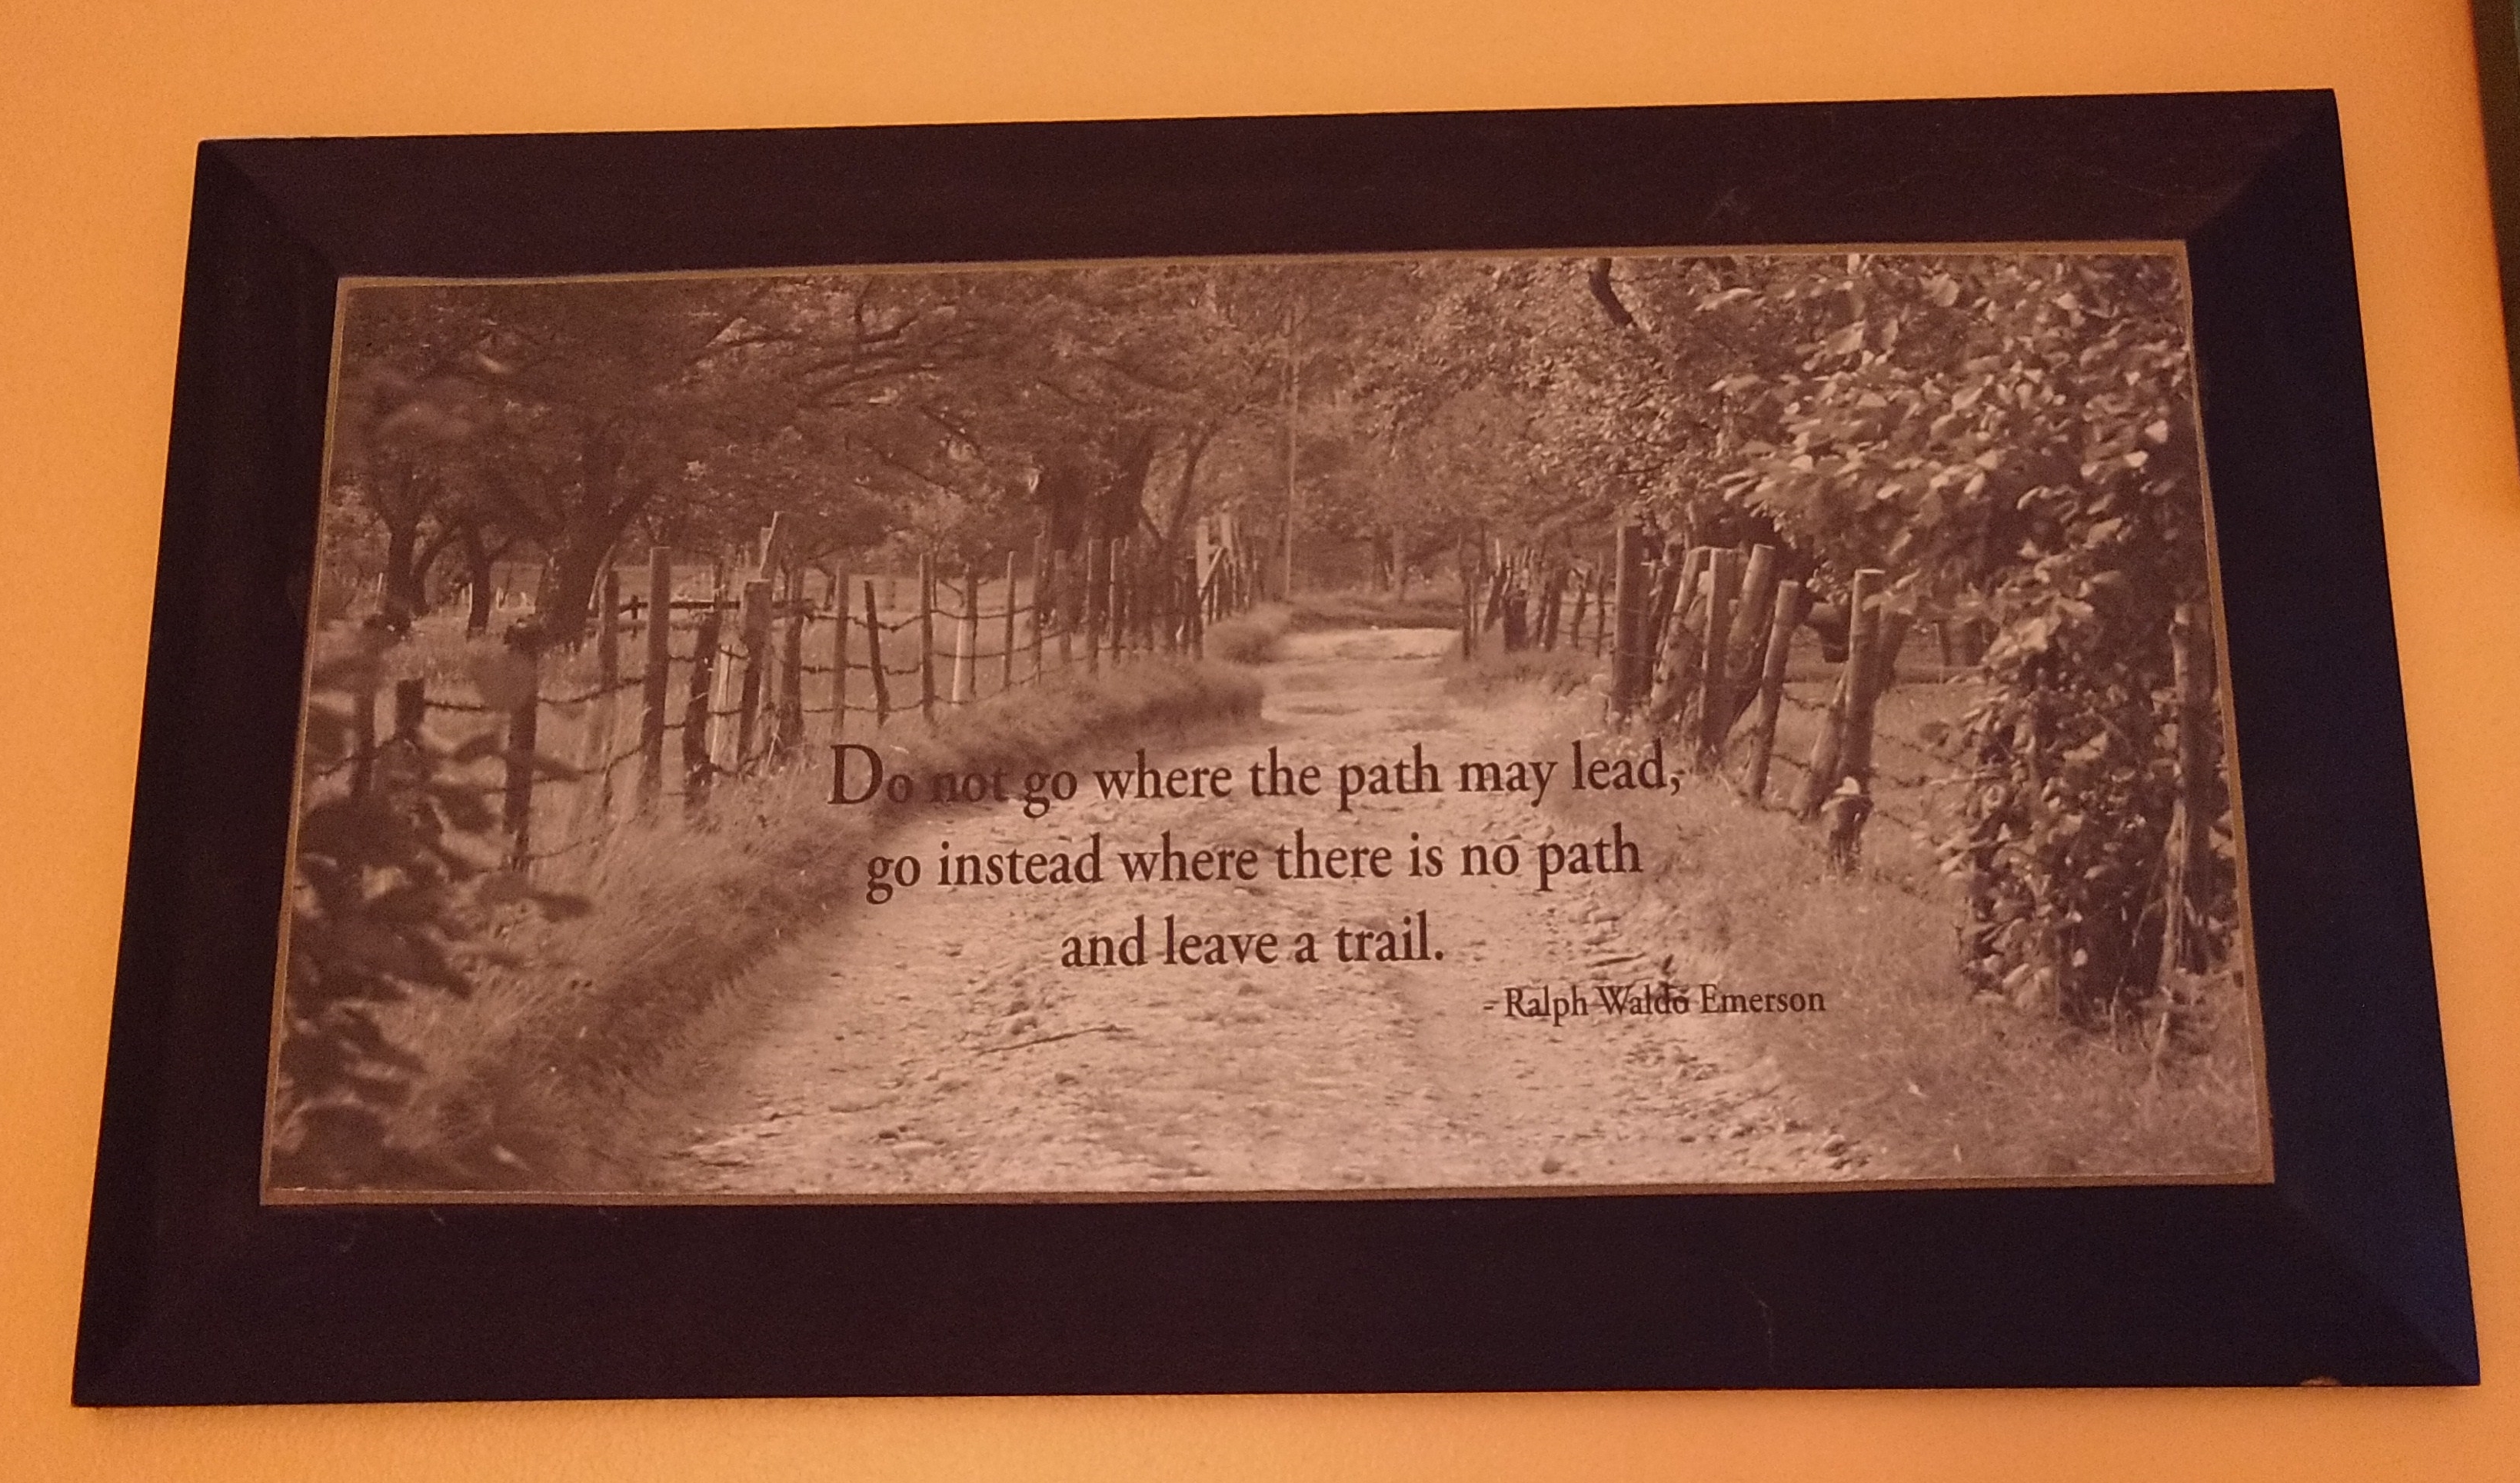 Do not go where the path may lead,
go instead where there is no path
and leave a trail.
- Ralph Waldo Emerson